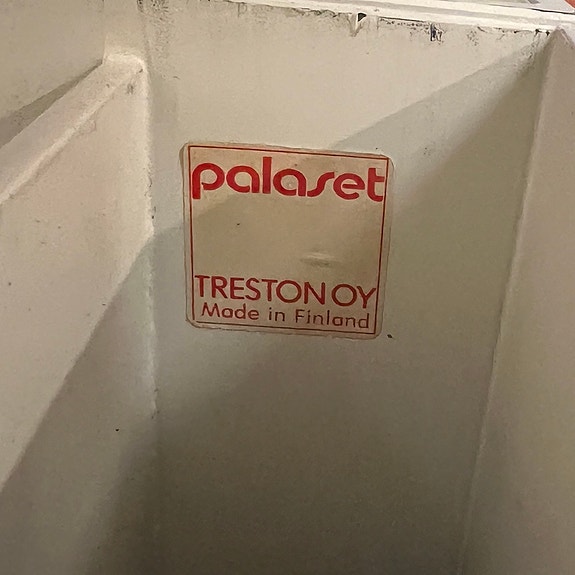 palaset
TRESTON OY
Made in Finland